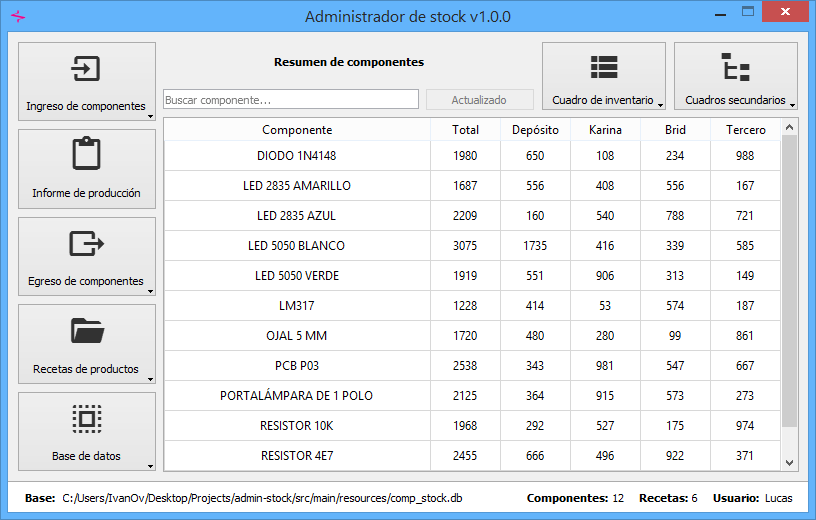 Administrador de stock v1.0.0
Ingreso de componentes
Informe de producción
Egreso de componentes
Recetas de productos
Base de datos
Resumen de componentes
Buscar componente...
Actualizado
Cuadro de inventario
Cuadros secundarios
Componente Total Depósito Karina Brid Tercero
DIODO 1N4148 1980 650 108 234 988
LED 2835 AMARILLO 1687 556 408 556 167
LED 2835 AZUL 2209 160 540 788 721
LED 5050 BLANCO 3075 1735 416 339 585
LED 5050 VERDE 1919 551 906 313 149
LM317 1228 414 53 574 187
OJAL 5 MM 1720 480 280 99 861
PCB P03 2538 343 981 547 667
PORTALÁMPARA DE 1 POLO 2125 364 915 573 273
RESISTOR 10K 1968 292 527 175 974
RESISTOR 4E7 2455 666 496 922 371
Base: C:/Users/IvanOv/Desktop/Projects/admin-stock/src/main/resources/comp_stock.db Componentes: 12 Recetas: 6 Usuario: Lucas